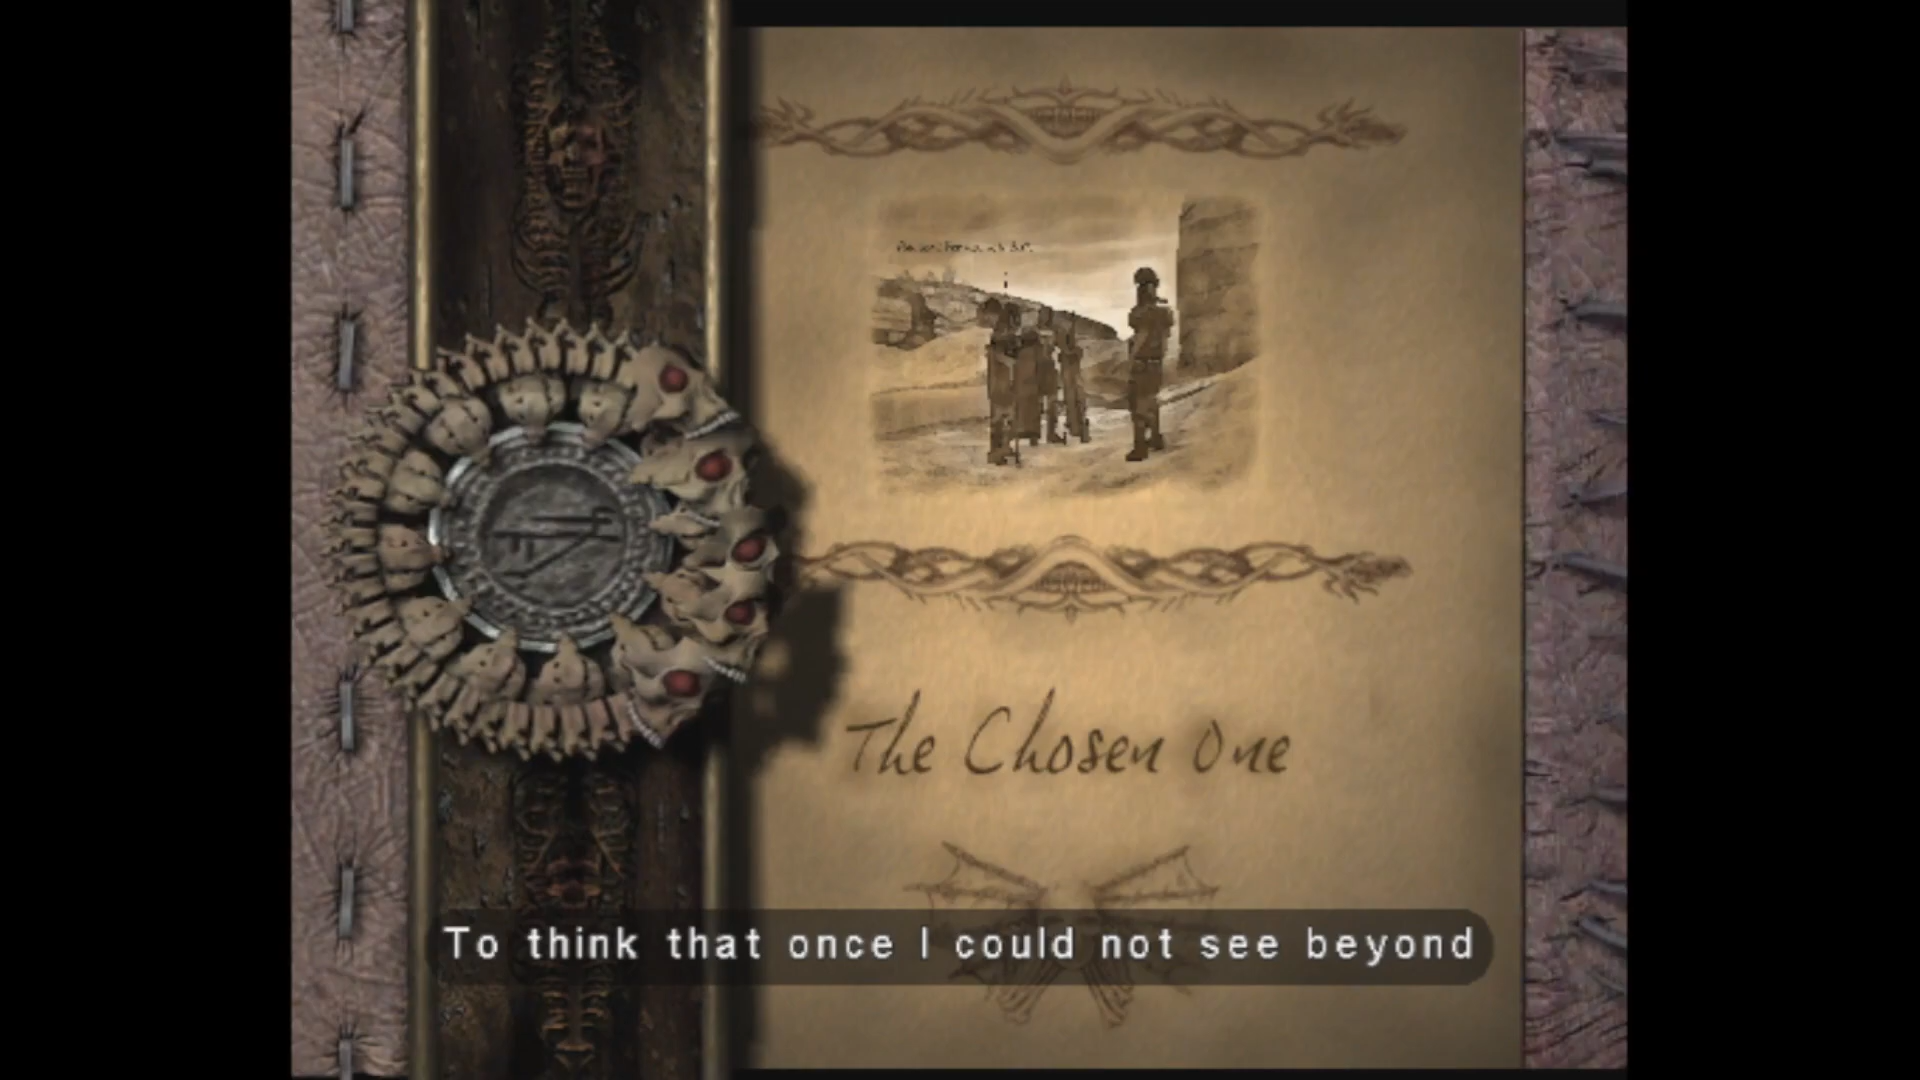 The Chosen One
To think that once I could not see beyond